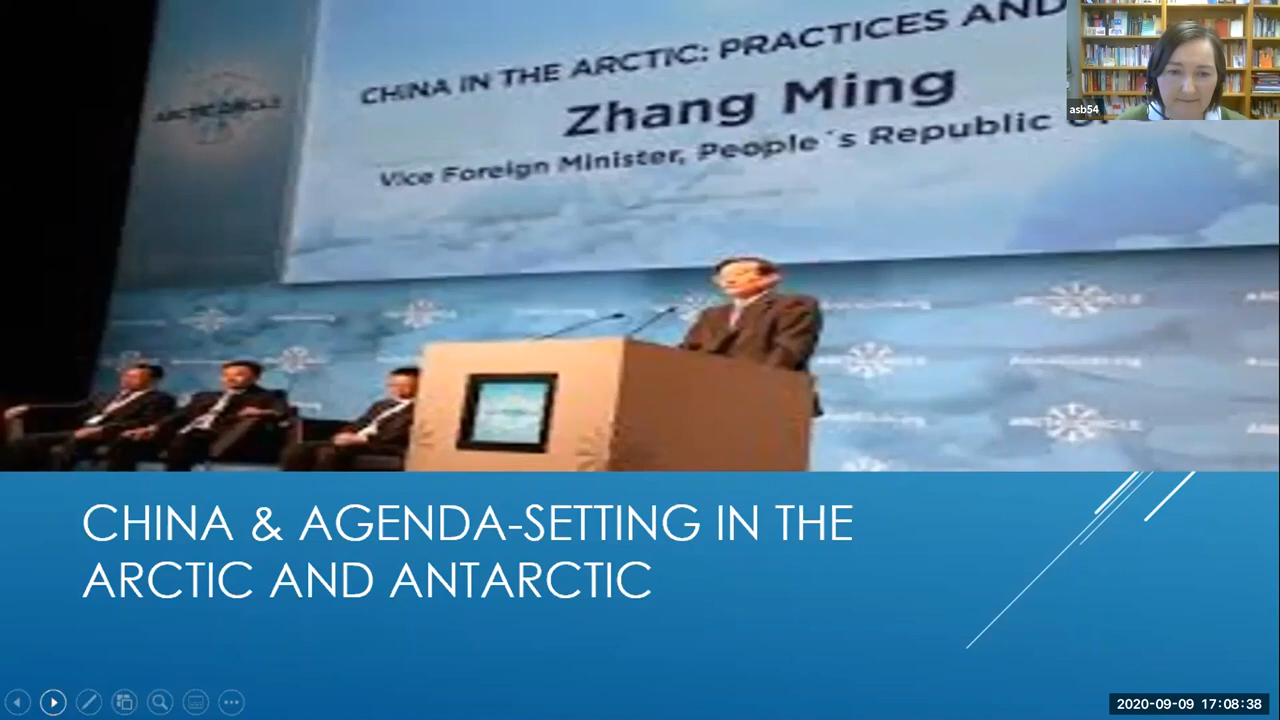 CHINA IN THE ARCTIC: PRACTICES AND
Zhang Ming
Vice Foreign Minister, People´s Republic
ARCTIC CIRCLE
asb54
CHINA & AGENDA-SETTING IN THE
ARCTIC AND ANTARCTIC
2020-09-09 17:08:38